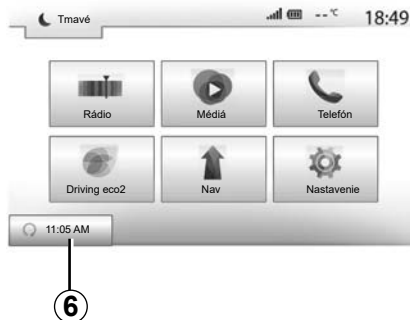 Tmavé
--°C
18:49
Rádio
Médiá
Telefón
Driving eco2
Nav
Nastavenie
11:05 AM
6